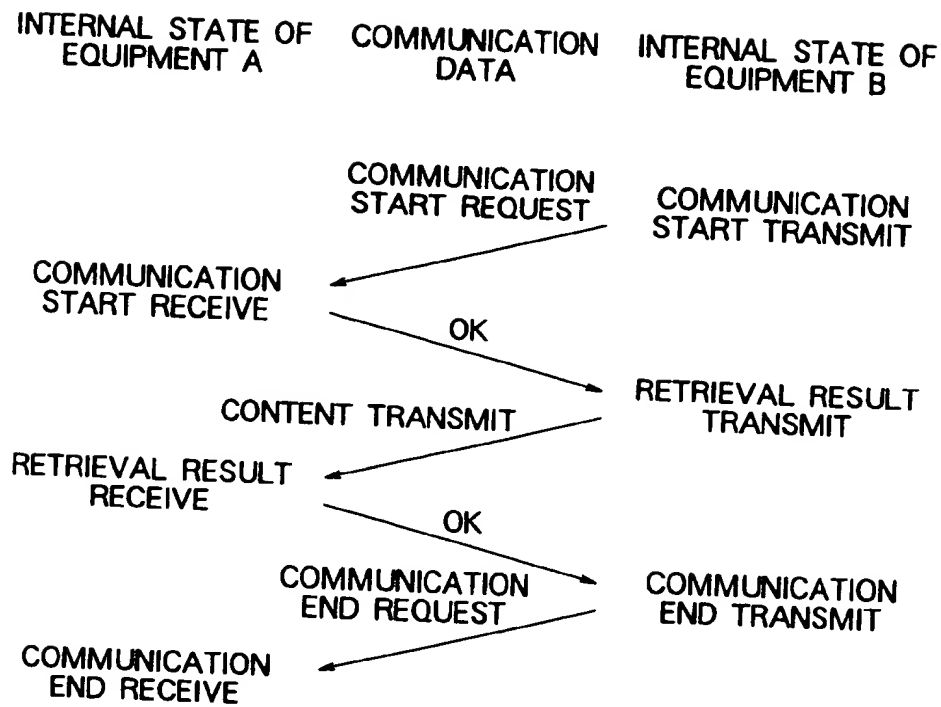 INTERNAL STATE OF
EQUIPMENT A
COMMUNICATION
DATA
INTERNAL STATE OF
EQUIPMENT B
COMMUNICATION
START REQUEST
COMMUNICATION
START TRANSMIT
COMMUNICATION
START RECEIVE
OK
RETRIEVAL RESULT
TRANSMIT
CONTENT TRANSMIT
RETRIEVAL RESULT
RECEIVE
OK
COMMUNICATION
END REQUEST
COMMUNICATION
END TRANSMIT
COMMUNICATION
END RECEIVE